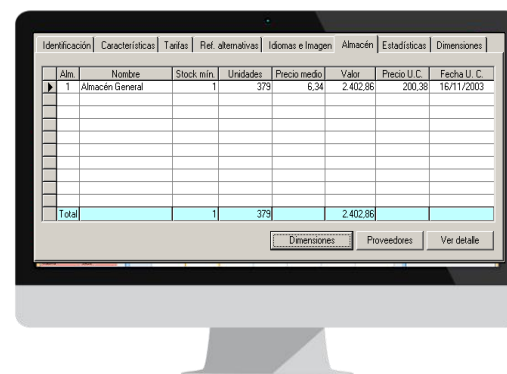 Identificación Características Tarifas Ref. alternativas Idiomas e Imagen Almacén Estadísticas Dimensiones
Alm. Nombre Stock mín. Unidades Precio medio Valor Precio U.C. Fecha U. C.
1 Almacén General 1 379 6,34 2.402,86 200,38 16/11/2003
Total 1 379 2.402,86
Dimensiones Proveedores Ver detalle